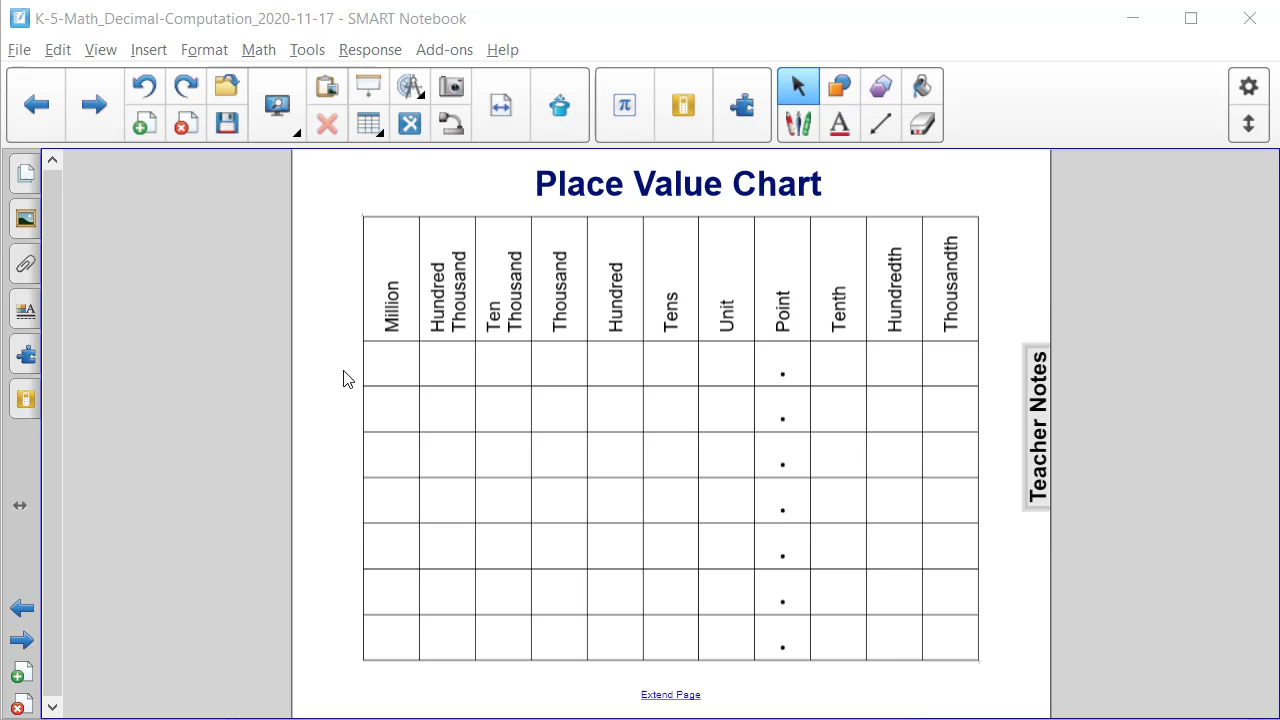 K-5-Math_Decimal-Computation_2020-11-17 - SMART Notebook
File Edit View Insert Format Math Tools Response Add-ons Help
Place Value Chart
Million
Hundred
Thousand
Ten
Thousand
Thousand
Hundred
Tens
Unit
Point
Tenth
Hundredth
Thousandth
.
.
.
.
.
.
.
Teacher Notes
Extend Page